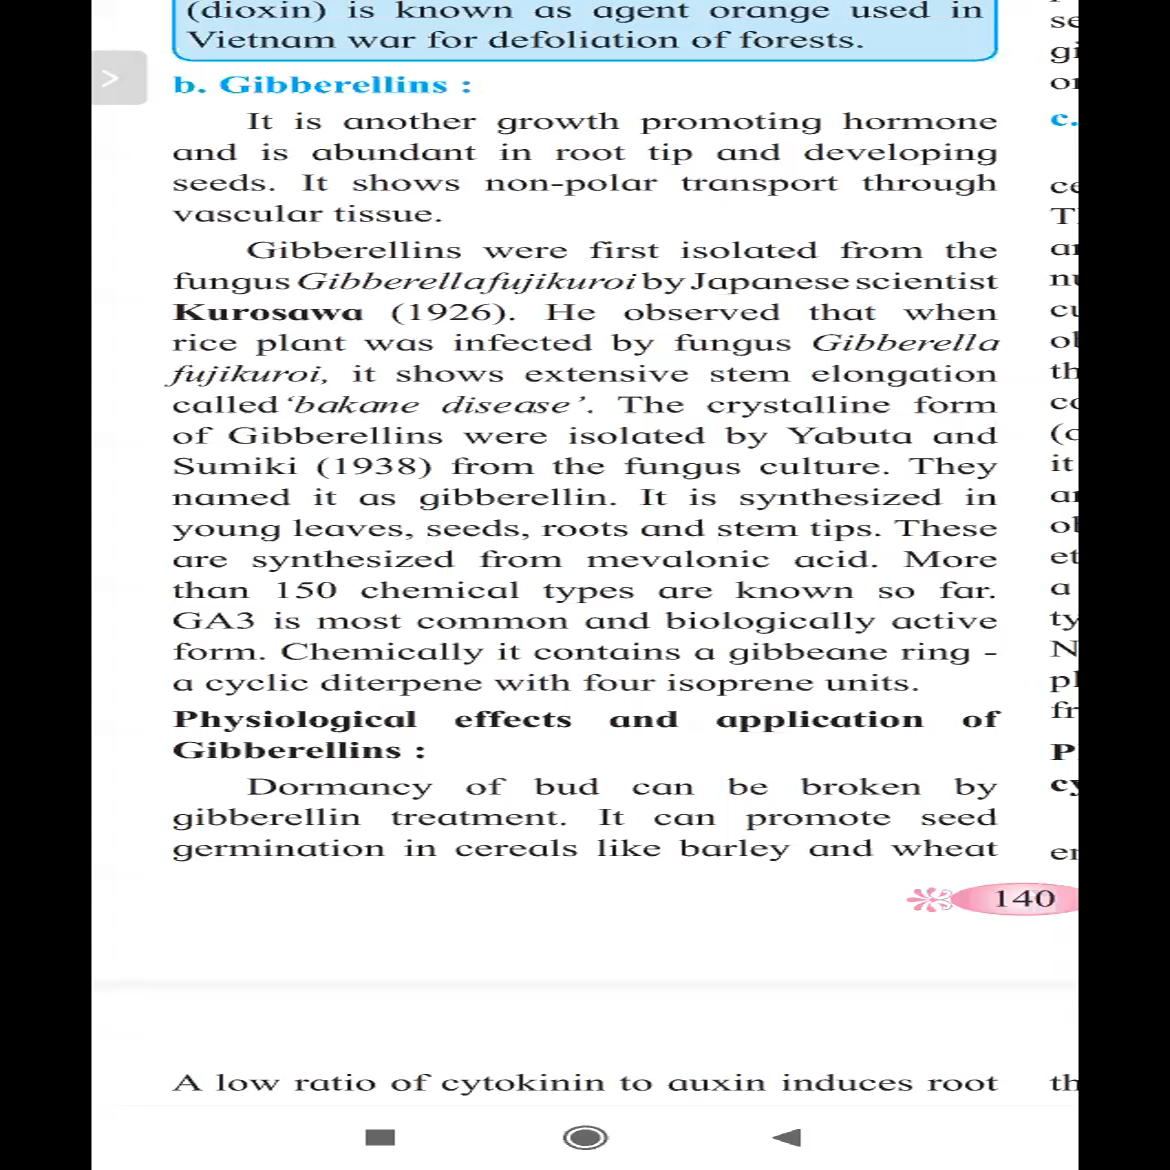 (dioxin) is known as agent orange used in
Vietnam war for defoliation of forests.
b. Gibberellins :
It is another growth promoting hormone
and is abundant in root tip and developing
seeds. It shows non-polar transport through
vascular tissue.
Gibberellins were first isolated from the
fungus Gibberella fujikuroi by Japanese scientist
Kurosawa (1926). He observed that when
rice plant was infected by fungus Gibberella
fujikuroi, it shows extensive stem elongation
called ‘bakane disease’. The crystalline form
of Gibberellins were isolated by Yabuta and
Sumiki (1938) from the fungus culture. They
named it as gibberellin. It is synthesized in
young leaves, seeds, roots and stem tips. These
are synthesized from mevalonic acid. More
than 150 chemical types are known so far.
GA3 is most common and biologically active
form. Chemically it contains a gibbeane ring -
a cyclic diterpene with four isoprene units.
Physiological effects and application of
Gibberellins :
Dormancy of bud can be broken by
gibberellin treatment. It can promote seed
germination in cereals like barley and wheat
140
A low ratio of cytokinin to auxin induces root
c.
it
a